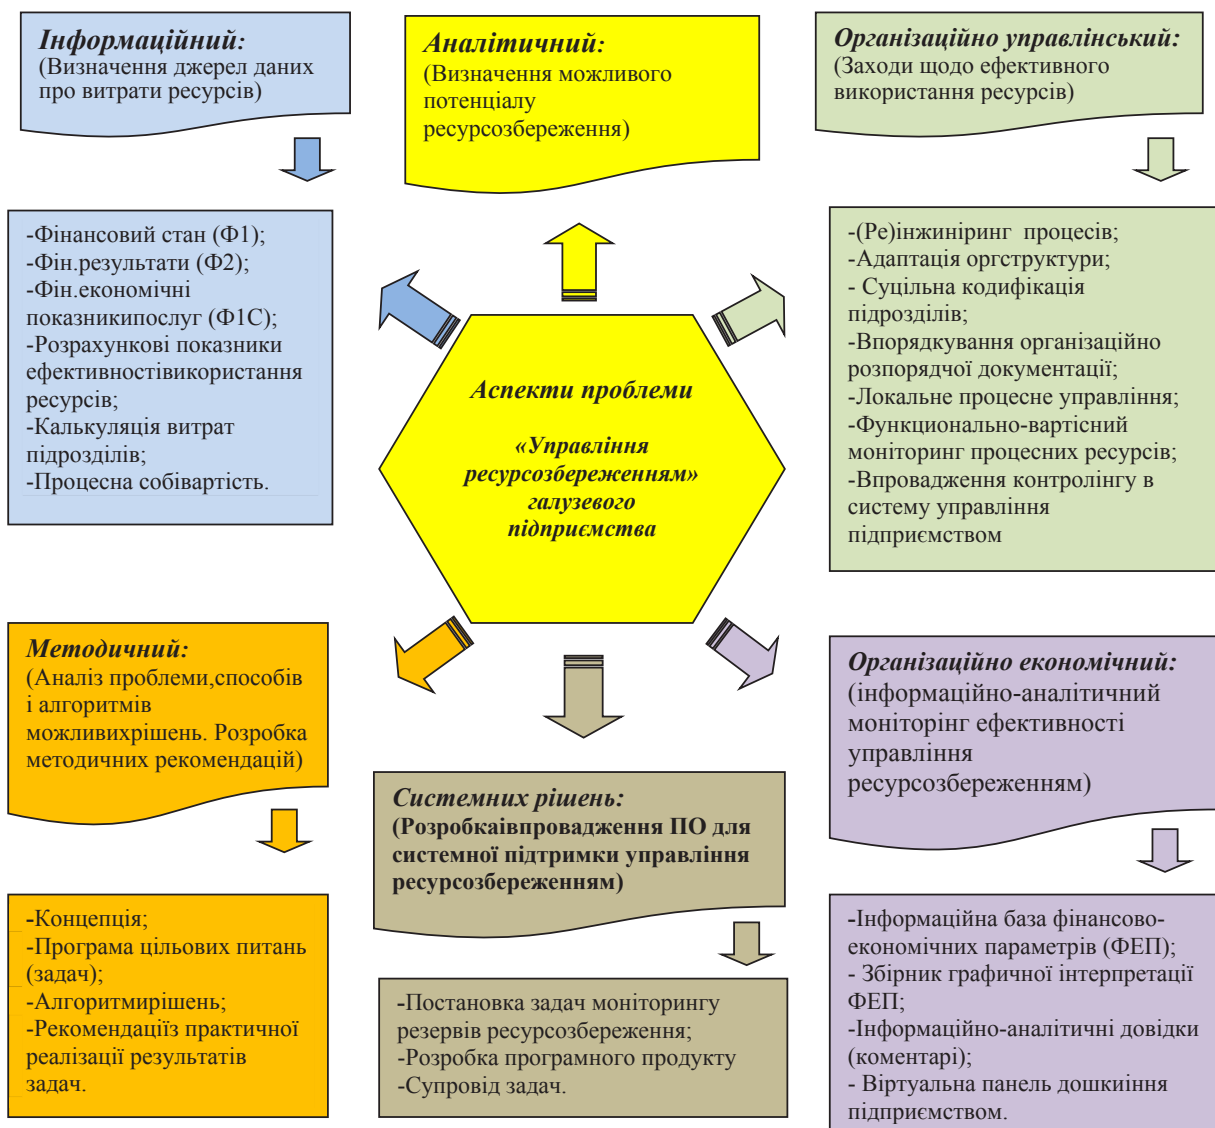 Інформаційний:
(Визначення джерел даних
про витрати ресурсів)
Аналітичний:
(Визначення можливого
потенціалу
ресурсозбереження)
Організаційно управлінський:
(Заходи щодо ефективного
використання ресурсів)
-Фінансовий стан (Ф1);
-Фін.результати (Ф2);
-Фін.економічні
показникипослуг (Ф1С);
-Розрахункові показники
ефективностівикористання
ресурсів;
-Калькуляція витрат
підрозділів;
-Процесна собівартість.
Аспекти проблеми
«Управління
ресурсозбереженням»
галузевого
підприємства
-(Ре)інжиніринг процесів;
-Адаптація оргструктури;
- Суцільна кодифікація
підрозділів;
-Впорядкування організаційно
розпорядчої документації;
-Локальне процесне управління;
-Функционально-вартісний
моніторинг процесних ресурсів;
-Впровадження контролінгу в
систему управління
підприємством
Методичний:
(Аналіз проблеми,способів
і алгоритмів
можливихрішень. Розробка
методичних рекомендацій)
Системних рішень:
(Розробкаівпровадження ПО для
системної підтримки управління
ресурсозбереженням)
Організаційно економічний:
(інформаційно-аналітичний
моніторінг ефективності
управління
ресурсозбереженням)
-Концепція;
-Програма цільових питань
(задач);
-Алгоритмирішень;
-Рекомендаціїз практичної
реалізації результатів
задач.
-Постановка задач моніторингу
резервів ресурсозбереження;
-Розробка програмного продукту
-Супровід задач.
-Інформаційна база фінансово-
економічних параметрів (ФЕП);
- Збірник графичної інтерпретації
ФЕП;
-Інформаційно-аналітичні довідки
(коментарі);
- Віртуальна панель дошкиіння
підприємством.